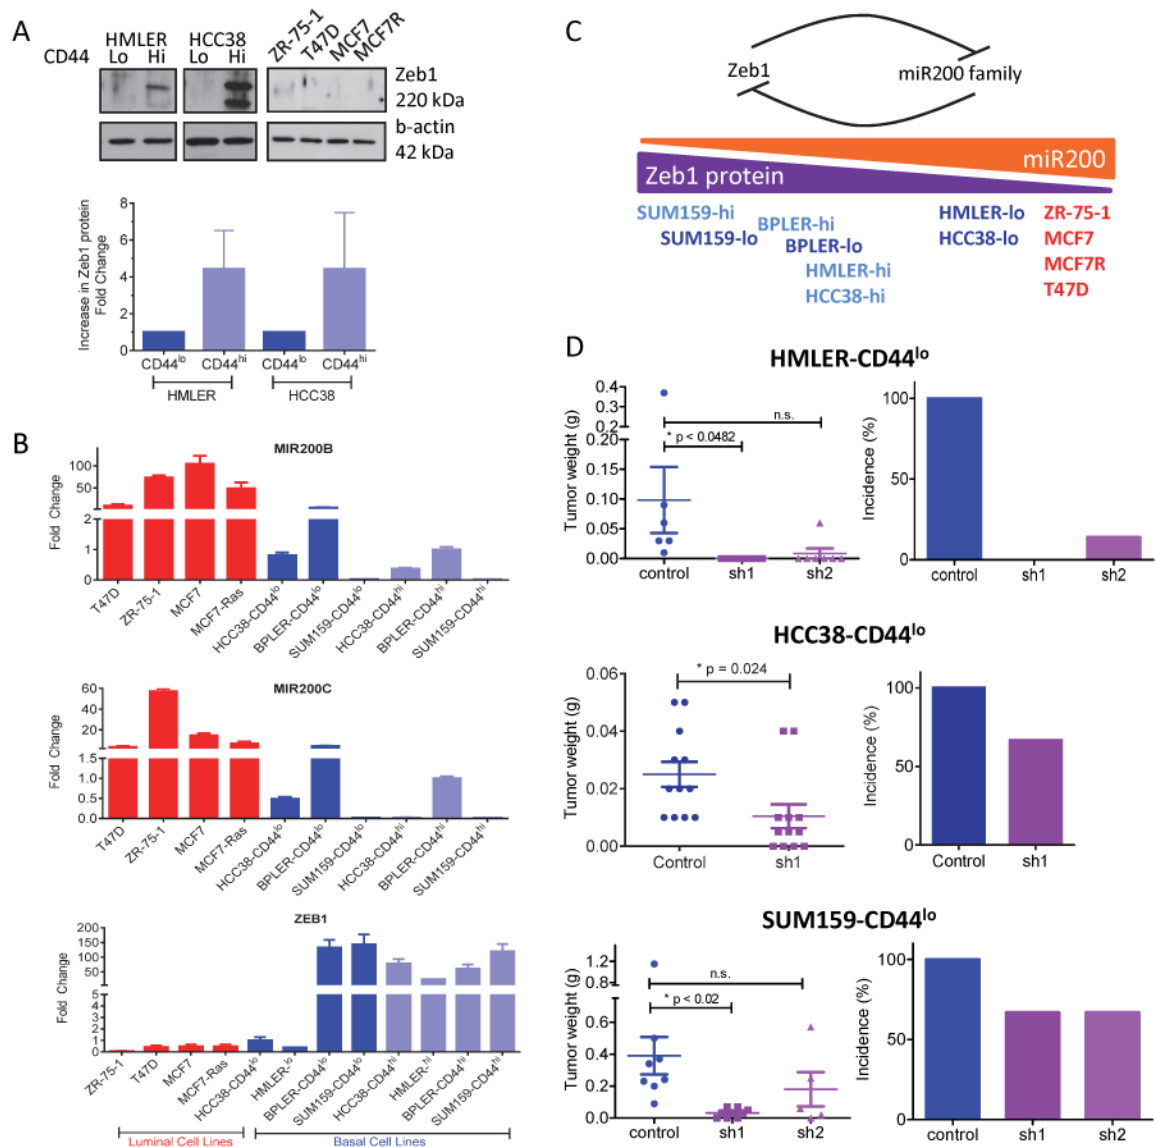 A
HMLER HCC38
CD44 Lo Hi Lo Hi
ZR-75-1
T47D
MCF7
MCF7R
Zeb1
220 kDa
b-actin
42 kDa
Increase in Zeb1 protein
Fold Change
8
6
4
2
0
CD44lo CD44hi CD44lo CD44hi
HMLER HCC38
B
MIR200B
Fold Change
100
50
2
1
0
T47D
ZR-75-1
MCF7
MCF7-Ras
HCC38-CD44lo
BPLER-CD44lo
SUM159-CD44lo
HCC38-CD44hi
BPLER-CD44hi
SUM159-CD44hi
MIR200C
Fold Change
60
40
20
1.5
1.0
0.5
0.0
T47D
ZR-75-1
MCF7
MCF7-Ras
HCC38-CD44lo
BPLER-CD44lo
SUM159-CD44lo
HCC38-CD44hi
BPLER-CD44hi
SUM159-CD44hi
ZEB1
Fold Change
200
150
100
50
5
4
3
2
1
0
ZR-75-1
T47D
MCF7
MCF7-Ras
HCC38-CD44lo
HMLER-lo
BPLER-CD44lo
SUM159-CD44lo
HCC38-CD44hi
HMLER-hi
BPLER-CD44hi
SUM159-CD44hi
Luminal Cell Lines Basal Cell Lines
C
Zeb1 miR200 family
miR200
Zeb1 protein
SUM159-hi
SUM159-lo
BPLER-hi
BPLER-lo
HMLER-hi
HCC38-hi
HMLER-lo
HCC38-lo
ZR-75-1
MCF7
MCF7R
T47D
D
HMLER-CD44lo
Tumor weight (g)
0.4
0.3
0.2
0.20
0.15
0.10
0.05
0.00
n.s.
* p < 0.0482
control sh1 sh2
Incidence (%)
100
50
0
control sh1 sh2
HCC38-CD44lo
Tumor weight (g)
0.06
0.04
0.02
0.00
* p = 0.024
Control sh1
Incidence (%)
100
50
0
Control sh1
SUM159-CD44lo
Tumor weight (g)
1.2
0.8
0.6
0.4
0.2
0.0
n.s.
* p < 0.02
control sh1 sh2
Incidence (%)
100
50
0
control sh1 sh2